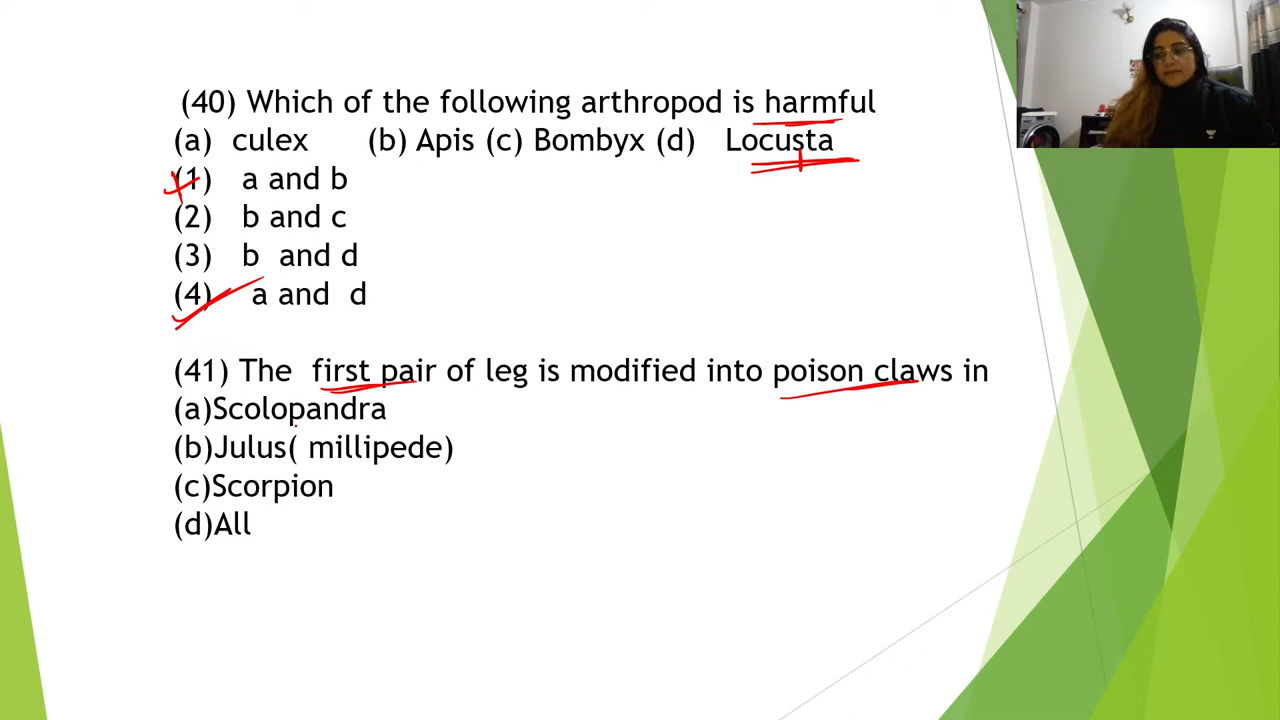 (40) Which of the following arthropod is harmful
(a) culex (b) Apis (c) Bombyx (d) Locusta
(1) a and b
(2) b and c
(3) b and d
(4) a and d
(41) The first pair of leg is modified into poison claws in
(a)Scolopandra
(b)Julus( millipede)
(c)Scorpion
(d)All